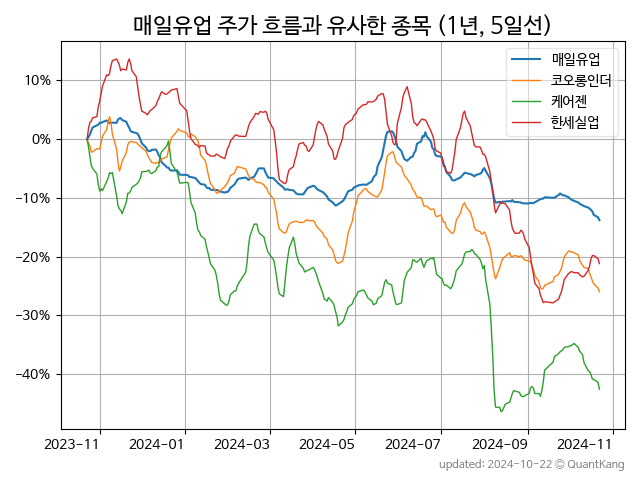 매일유업 주가 흐름과 유사한 종목 (1년, 5일선)
매일유업
코오롱인더
케어젠
한세실업
10%
0%
−10%
−20%
−30%
−40%
2023−11
2024−01
2024−03
2024−05
2024−07
2024−09
2024−11
updated: 2024-10-22 © QuantKang